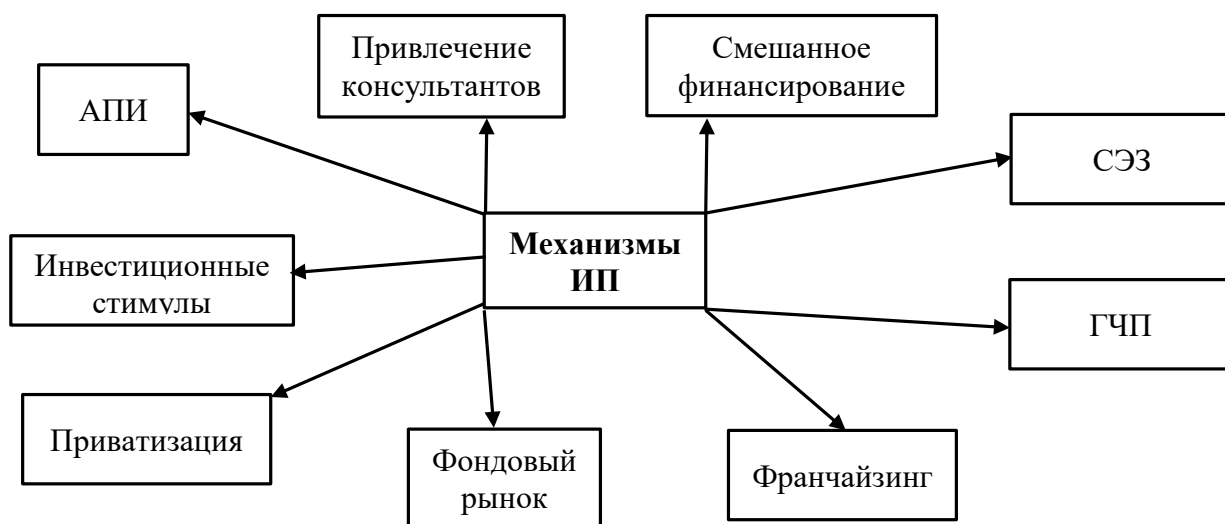 Привлечение
консультантов
Смешанное
финансирование
АПИ
СЭЗ
Механизмы
ИП
Инвестиционные
стимулы
ГЧП
Приватизация
Фондовый
рынок
Франчайзинг